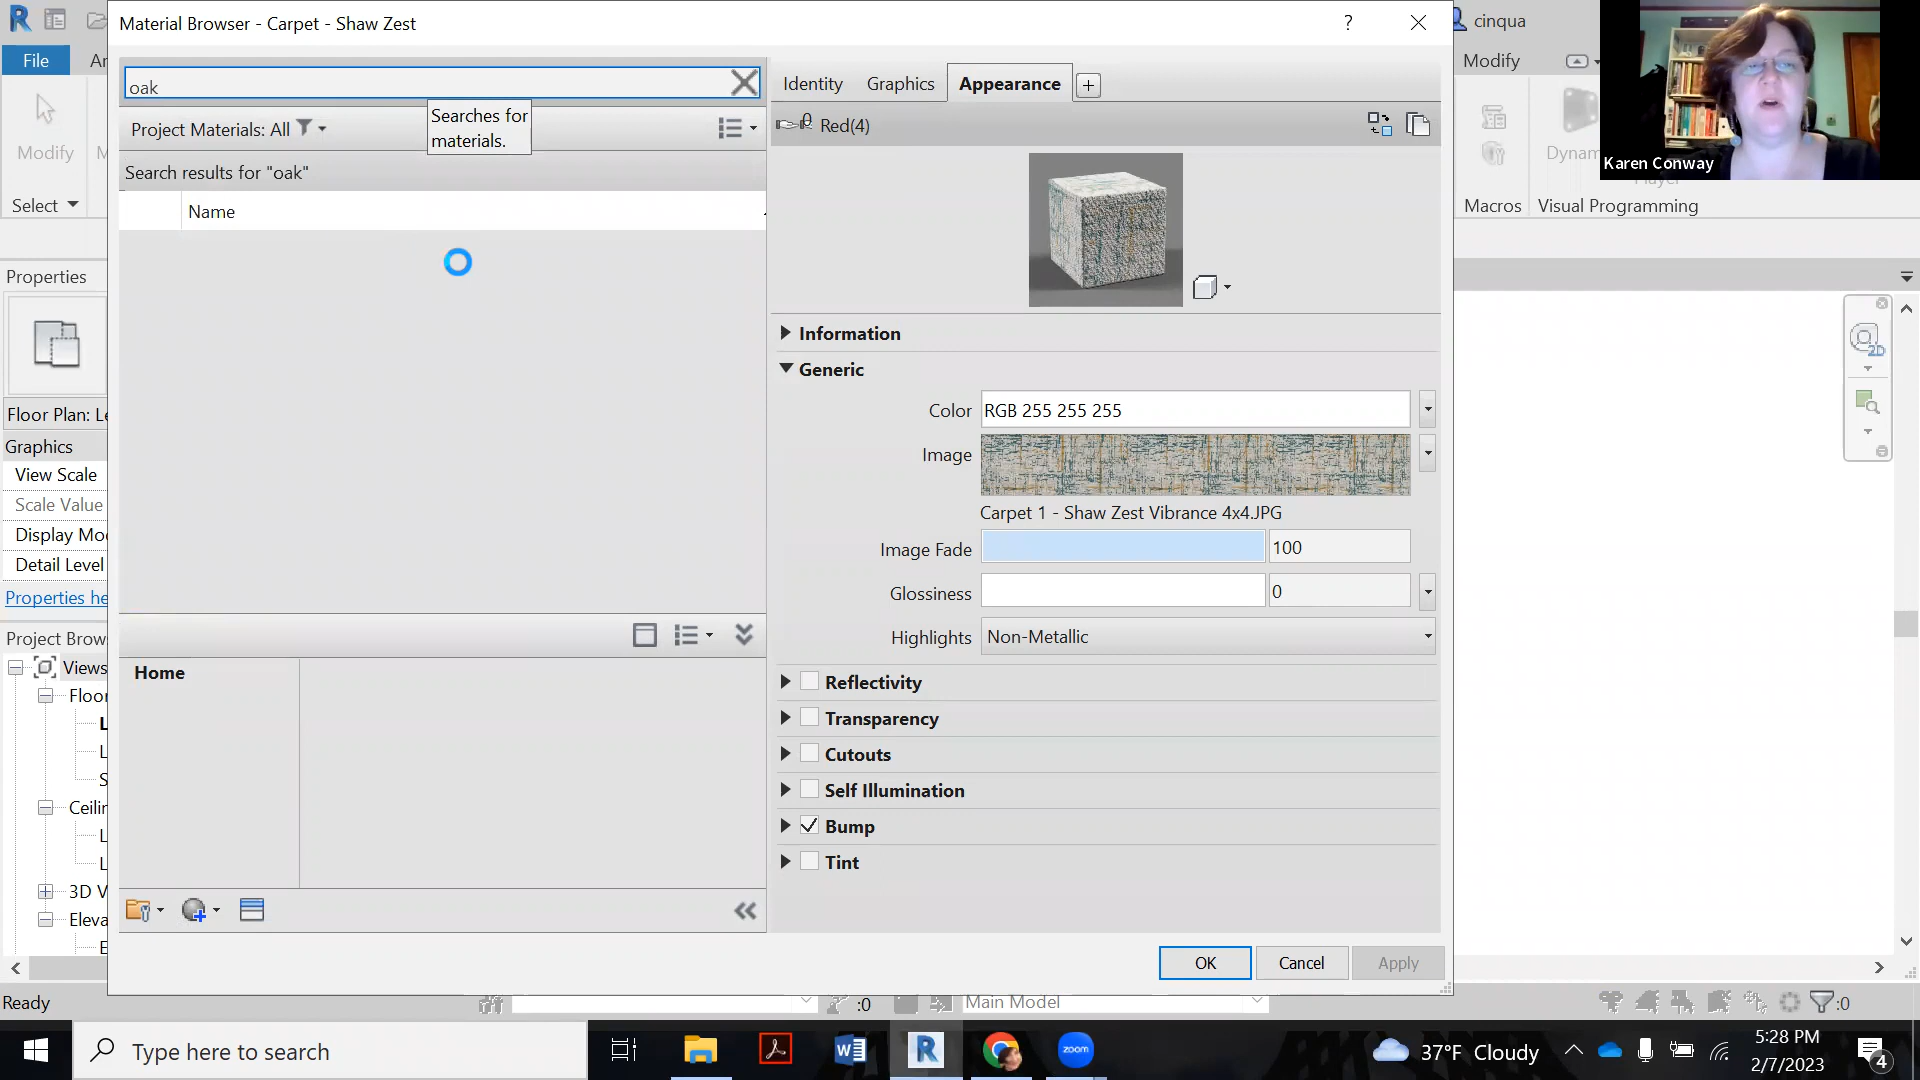 Material Browser - Carpet - Shaw Zest
?
cinqua
File
Modify
oak
Searches for
materials.
Identity
Graphics
Appearance
Project Materials: All
0
Red(4)
Search results for "oak"
Name
Modify
Select
Karen Conway
Macros
Visual Programming
Properties
Floor Plan: Le
Graphics
View Scale
Scale Value
Display Mo
Detail Level
Properties he
Information
Generic
Color
RGB 255 255 255
Image
Carpet 1 - Shaw Zest Vibrance 4x4.JPG
Image Fade
100
Glossiness
0
Highlights
Non-Metallic
Reflectivity
Transparency
Cutouts
Self Illumination
Bump
Tint
2D
Project Brow
Views
Floor
L
L
S
Ceilin
L
L
3D V
Eleva
E
Home
OK
Cancel
Apply
Ready
:0
Main Model
:0
Type here to search
zoom
37°F Cloudy
5:28 PM
2/7/2023
4